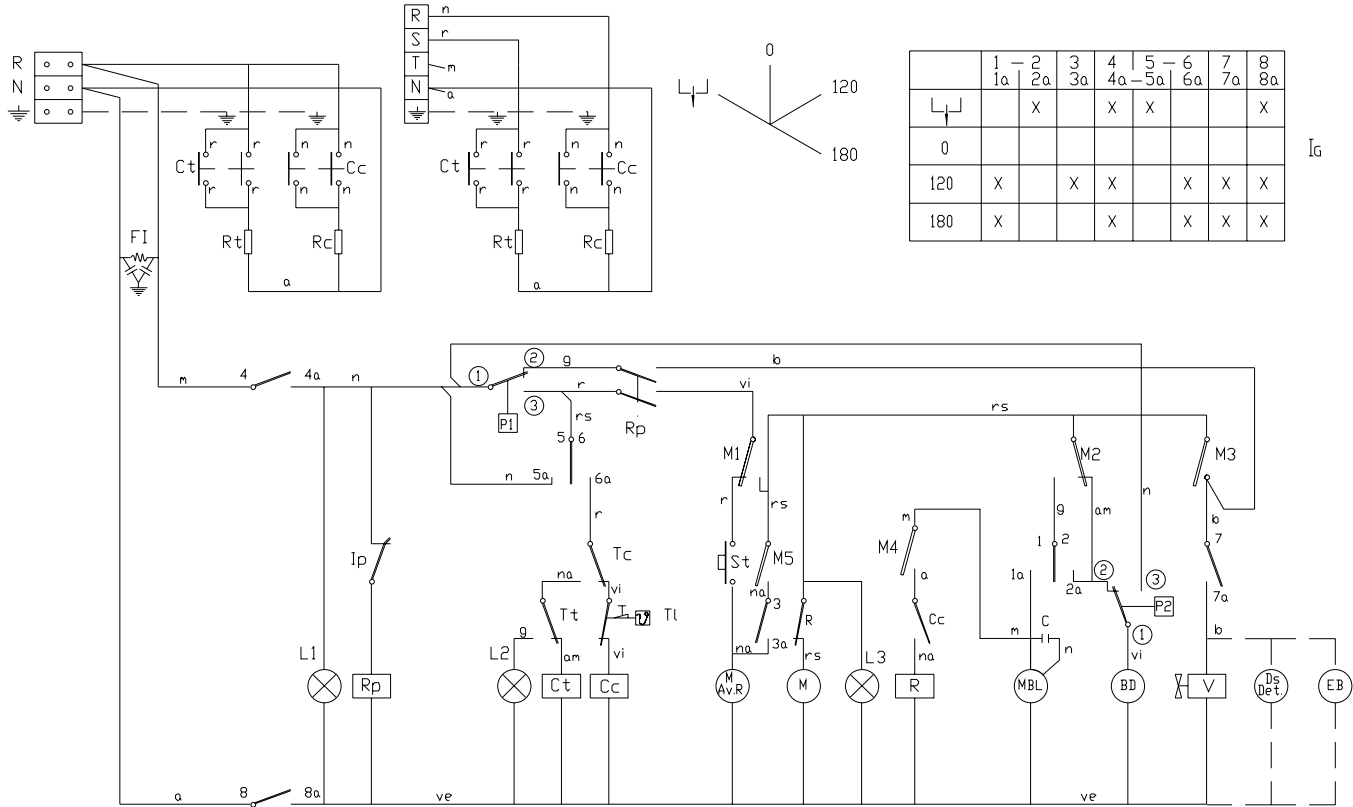 R
N
R n
S r
T m
N a
r r n n
Ct Cc
r r n n
Rt Rc
a
FI
r r n n
Ct Cc
r r n n
Rt Rc
a
0
120
180
1 — 2 3 4 5 — 6 7 8
1a 2a 3a 4a — 5a 6a 7a 8a
X X X X
0
120 X X X X X X
180 X X X X X
IG
m 4 4a n
1 2 g b
3 r vi
P1
rs Rp rs
5 6
n 5a 6a
M1 M2 M3
r rs g am n b
r
Ip Tc
St M5 M4 m
1 2 7
na vi T Tl
na a 1a 2a 2 3 7a
Tt 3 R Cc P2
g 3a m C n 1
am vi na rs na vi b
L1 L2 L3
Rp Ct Cc M Av.R M R MBL BD V Ds Det. EB
a 8 8a ve ve